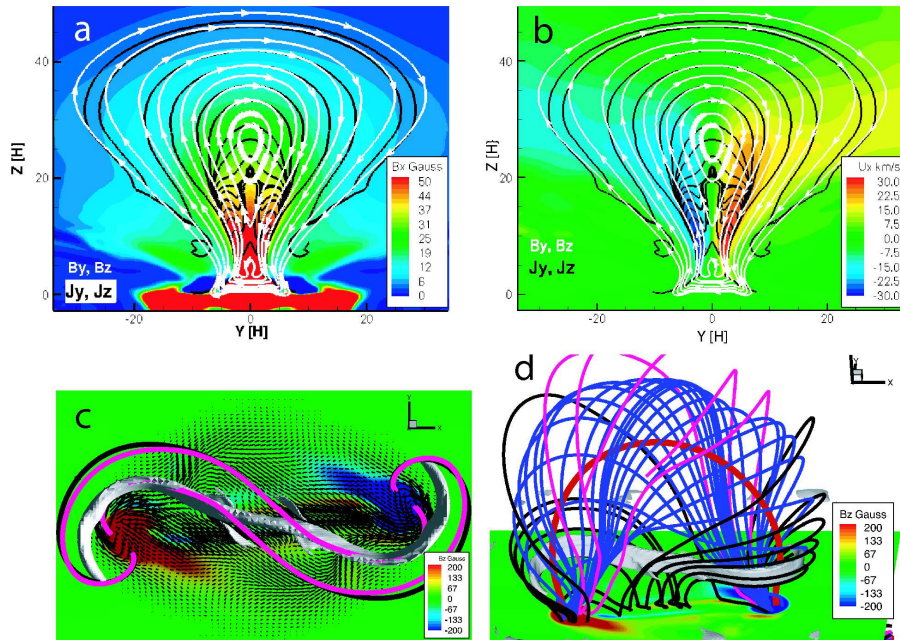 a
b
40
20
0
Z [H]
-20
0
20
Y [H]
Bx Gauss
50
44
37
31
25
19
12
6
0
By, Bz
Jy, Jz
40
20
0
Z [H]
-20
0
20
Y [H]
Ux km/s
30.0
22.5
15.0
7.5
0.0
-7.5
-15.0
-22.5
-30.0
By, Bz
Jy, Jz
c
d
Y
X
Bz Gauss
200
133
67
0
-67
-133
-200
Y
X
Bz Gauss
200
133
67
0
-67
-133
-200